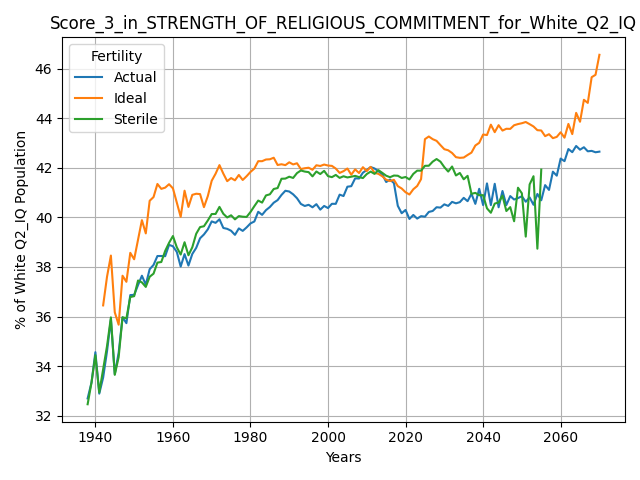 Score_3_in_STRENGTH_OF_RELIGIOUS_COMMITMENT_for_White_Q2_IQ
Fertility
Actual
Ideal
Sterile
% of White Q2_IQ Population
46
44
42
40
38
36
34
32
1940
1960
1980
2000
2020
2040
2060
Years